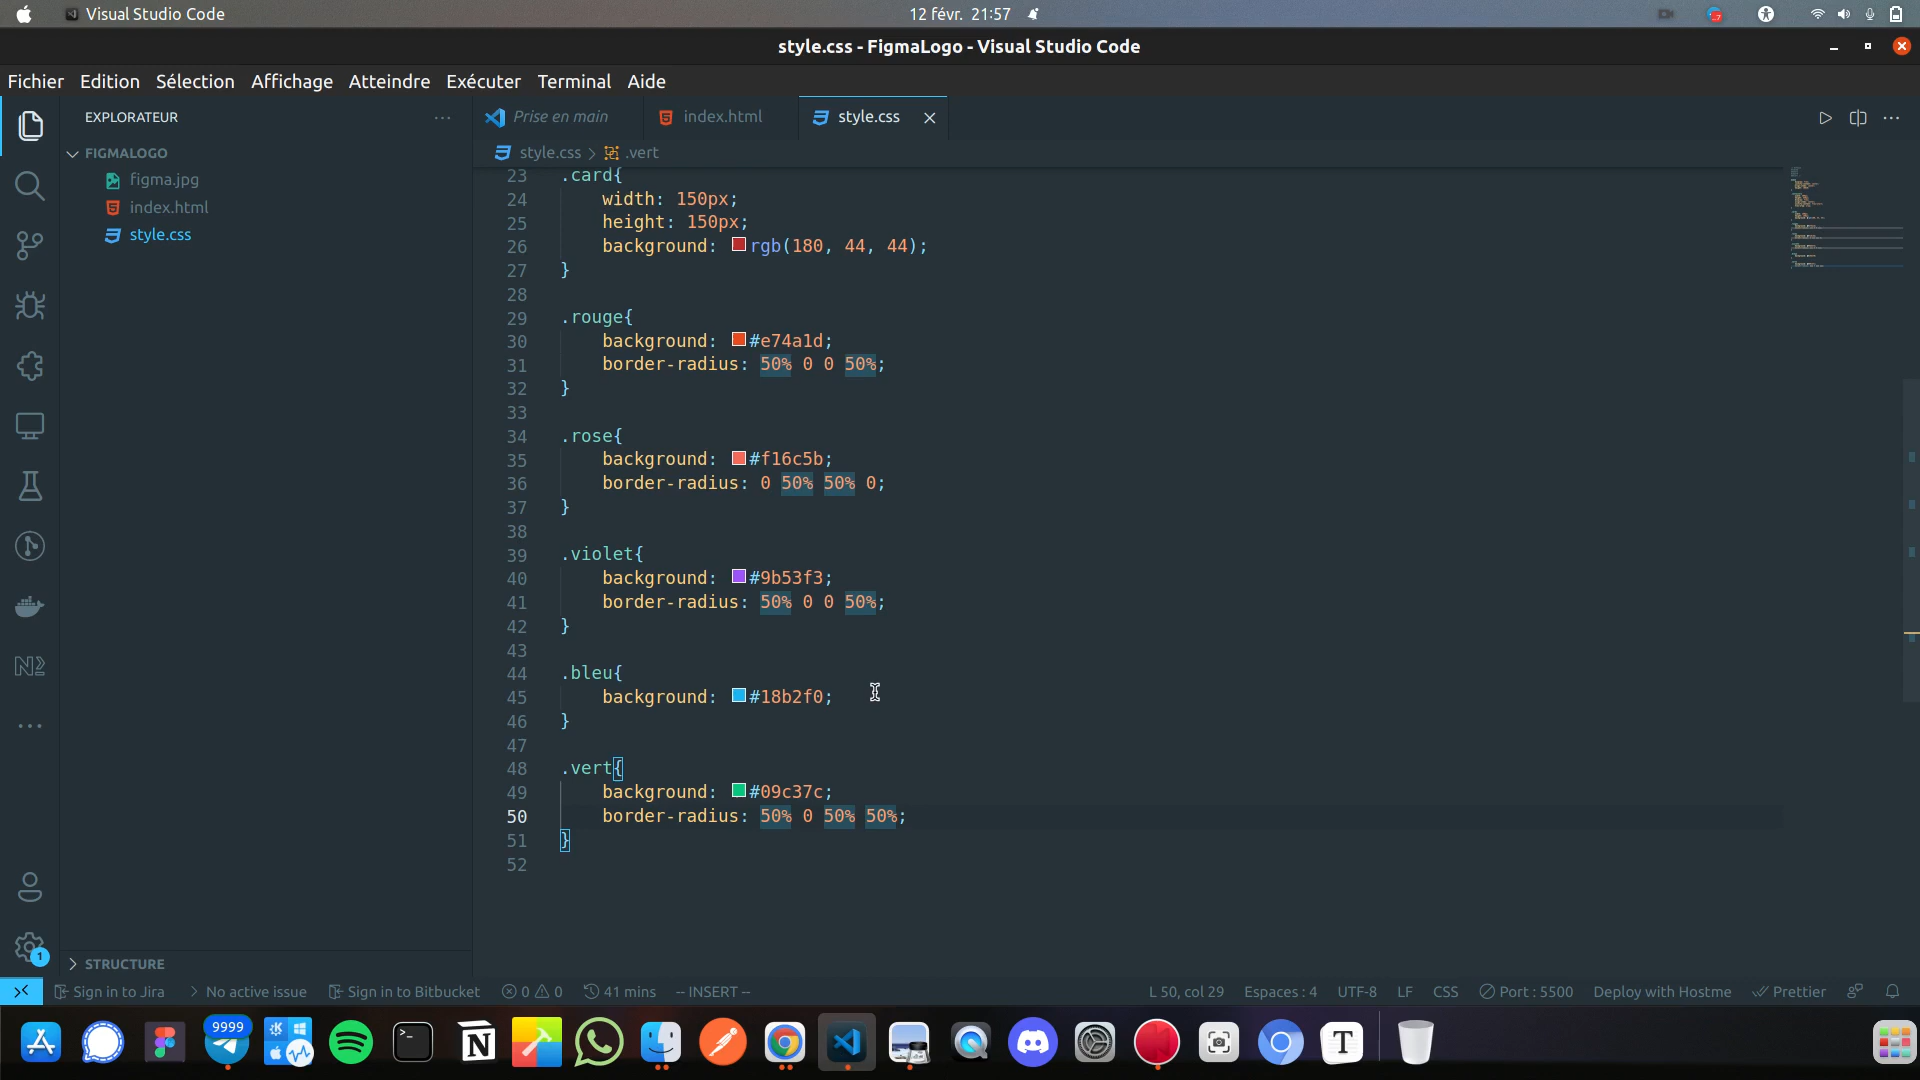 Visual Studio Code
12 févr. 21:57
style.css - FigmaLogo - Visual Studio Code
Fichier Edition Sélection Affichage Atteindre Exécuter Terminal Aide
EXPLORATEUR
FIGMALOGO
figma.jpg
index.html
style.css
Prise en main
index.html
style.css
style.css > .vert
23 .card{
24 width: 150px;
25 height: 150px;
26 background: rgb(180, 44, 44);
27 }
28
29 .rouge{
30 background: #e74a1d;
31 border-radius: 50% 0 0 50%;
32 }
33
34 .rose{
35 background: #f16c5b;
36 border-radius: 0 50% 50% 0;
37 }
38
39 .violet{
40 background: #9b53f3;
41 border-radius: 50% 0 0 50%;
42 }
43
44 .bleu{
45 background: #18b2f0;
46 }
47
48 .vert{
49 background: #09c37c;
50 border-radius: 50% 0 50% 50%;
51 }
52
STRUCTURE
1
Sign in to Jira
No active issue
Sign in to Bitbucket
0 0
41 mins
-- INSERT --
L 50, col 29
Espaces : 4
UTF-8
LF
CSS
Port : 5500
Deploy with Hostme
Prettier
9999